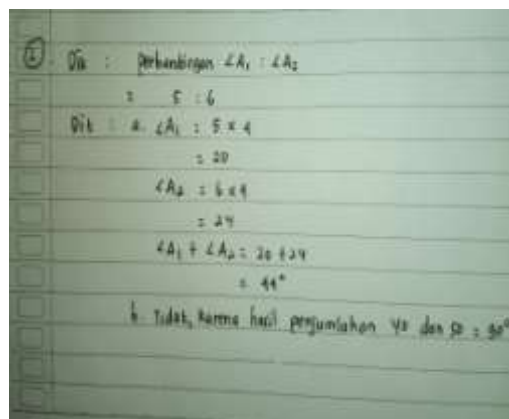 2. Dik : perbandingan ∠A₁ : ∠A₂
= 5 : 6
Dit : a. ∠A₁ = 5 x 4
= 20
∠A₂ = 6 x 4
= 24
∠A₁ + ∠A₂ = 20 + 24
= 44°
b. Tidak, karena hasil penjumlahan 40 dan 50 = 90°